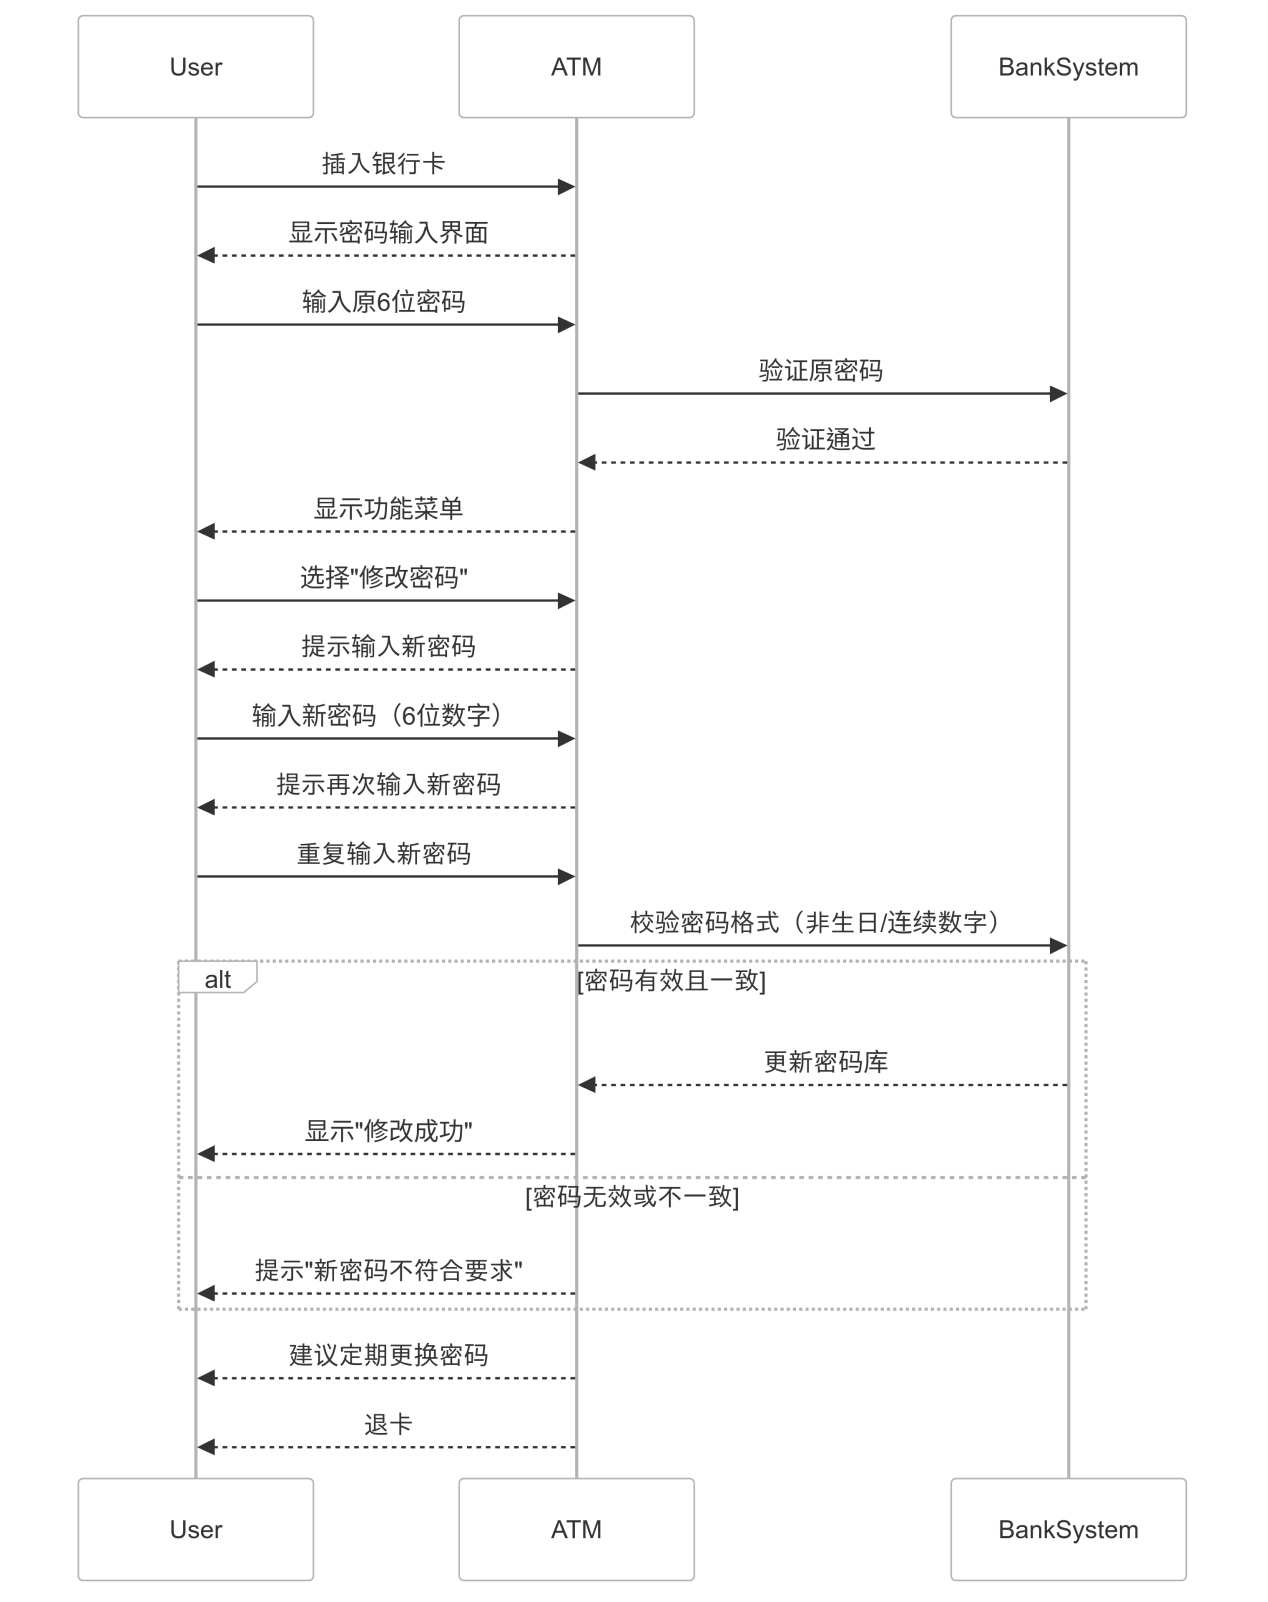 User
ATM
BankSystem
插入银行卡
显示密码输入界面
输入原6位密码
验证原密码
验证通过
显示功能菜单
选择"修改密码"
提示输入新密码
输入新密码（6位数字）
提示再次输入新密码
重复输入新密码
校验密码格式（非生日/连续数字）
alt
[密码有效且一致]
更新密码库
显示"修改成功"
[密码无效或不一致]
提示"新密码不符合要求"
建议定期更换密码
退卡
User
ATM
BankSystem